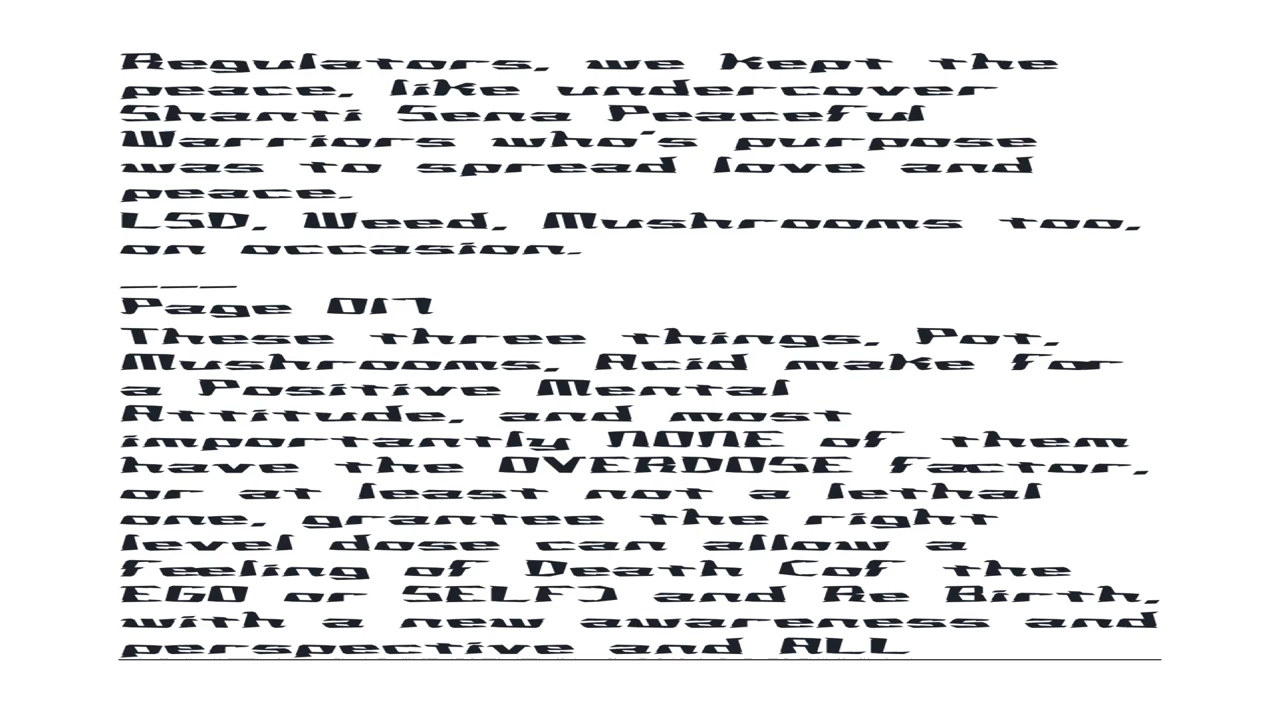 Regulators, we kept the
peace, like undercover
Shanti Sena Peaceful
Warriors who's purpose
was to spread love and
peace.
LSD, Weed, Mushrooms too,
on occasion.
___
Page 017
These three things, Pot,
Mushrooms, Acid make for
a Positive Mental
Attitude, and most
importantly NONE of them
have the OVERDOSE factor,
or at least not a lethal
one, grantee the right
level dose can allow a
feeling of Death (of the
EGO or SELF) and Re Birth,
with a new awareness and
perspective and ALL